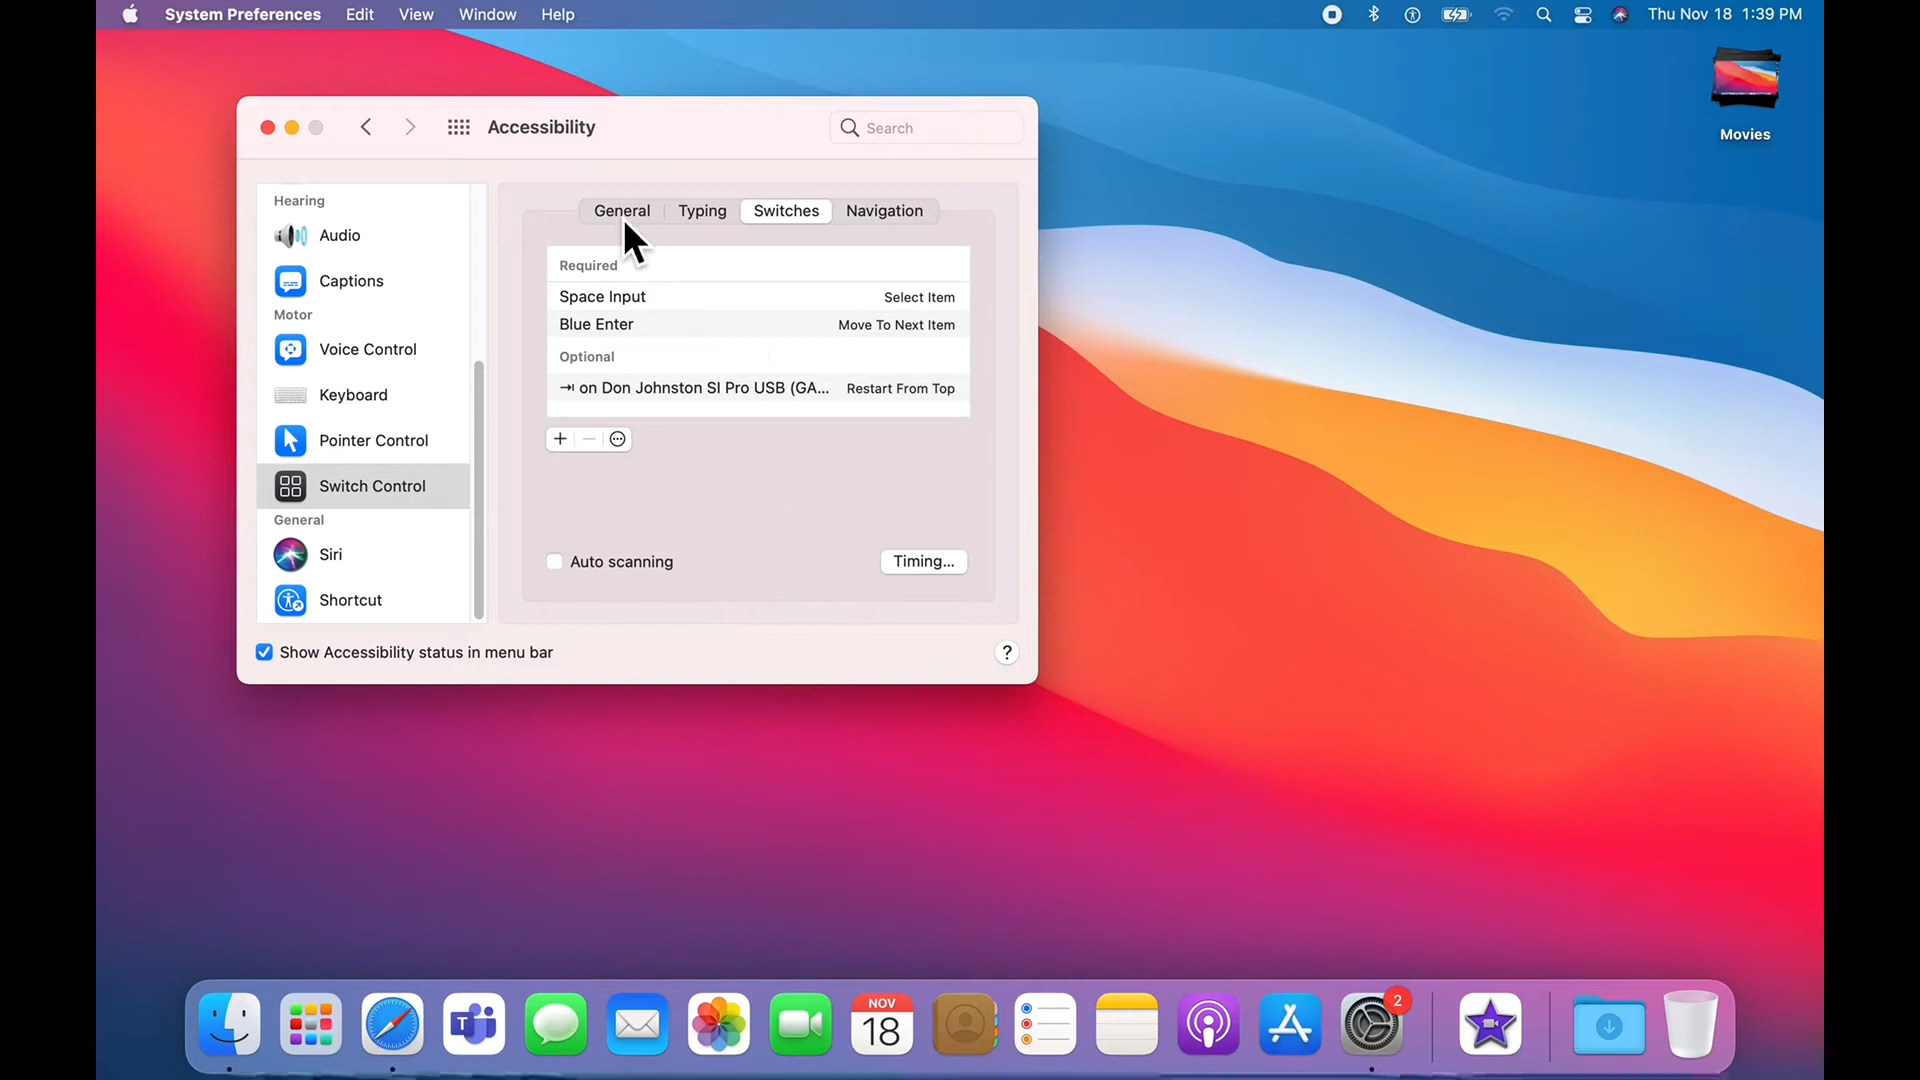 System Preferences Edit View Window Help Thu Nov 18 1:39 PM
Movies
Accessibility
Search
Hearing
Audio
Captions
Motor
Voice Control
Keyboard
Pointer Control
Switch Control
General
Siri
Shortcut
General Typing Switches Navigation
Required
Space Input Select Item
Blue Enter Move To Next Item
Optional
⇥ on Don Johnston SI Pro USB (GA... Restart From Top
+ − 
Auto scanning Timing...
Show Accessibility status in menu bar ?
T NOV 2
18